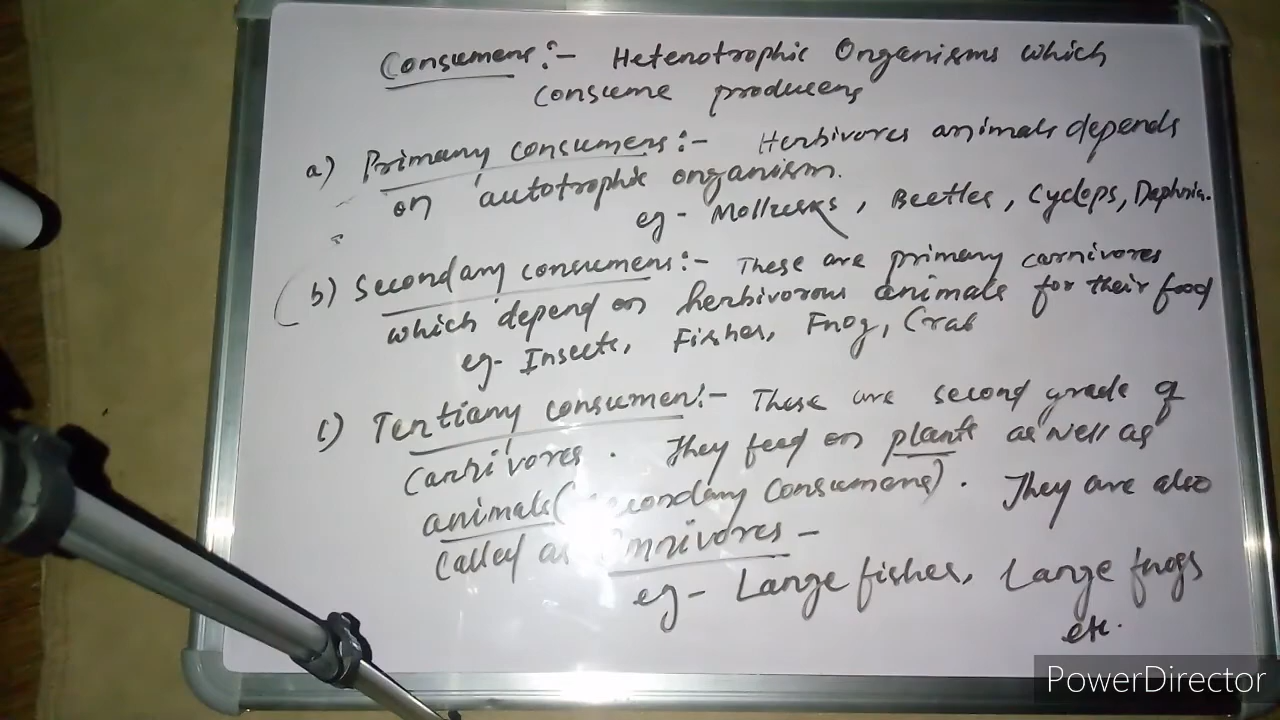 Consumers:- Heterotrophic Organisms which
consume producers
a) Primary consumers:- Herbivores animals depends
on autotrophic organism.
eg- Mollusks, Beetles, Cyclops, Daphnia.
b) Secondary consumers:- These are primary carnivores
which depend on herbivorous animals for their food
eg- Insects, Fishes, Frog, Crab
c) Tertiary consumer:- These are second grade of
Carnivores. They feed on plants as well as
animals (Secondary Consumers). They are also
called as Omnivores -
eg- Large fishes, Large frogs
etc.
PowerDirector